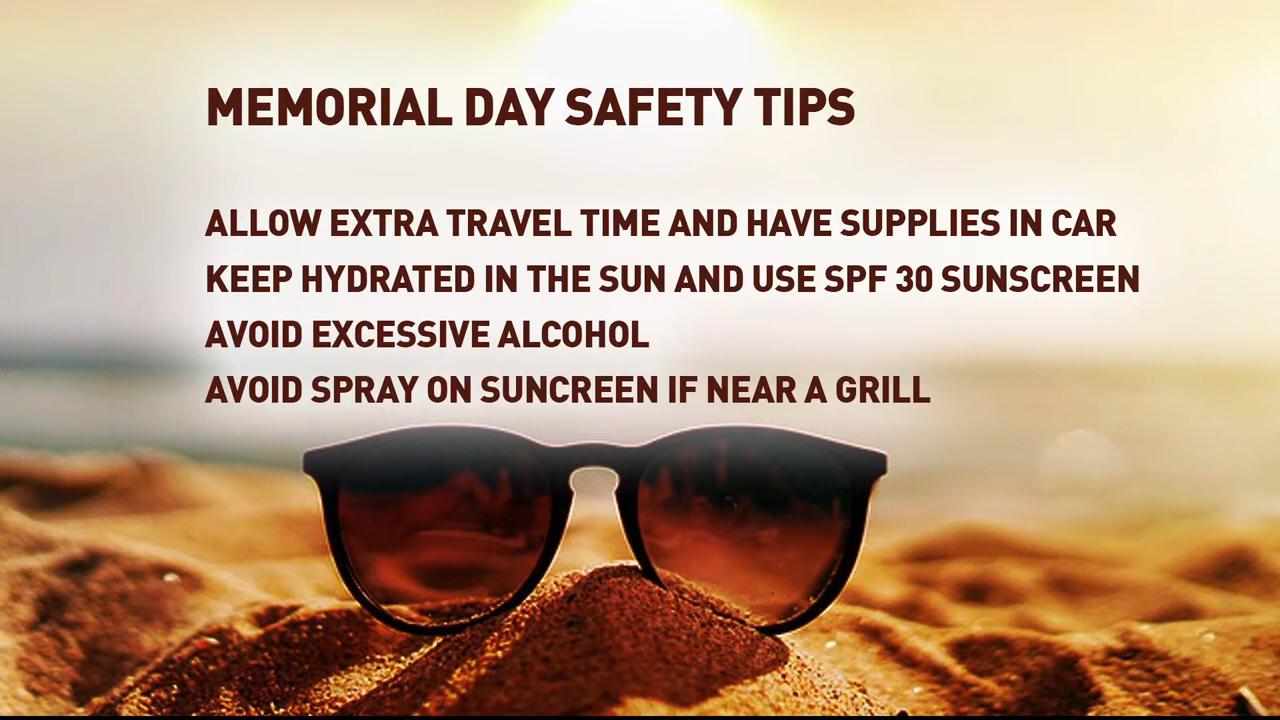 MEMORIAL DAY SAFETY TIPS
ALLOW EXTRA TRAVEL TIME AND HAVE SUPPLIES IN CAR
KEEP HYDRATED IN THE SUN AND USE SPF 30 SUNSCREEN
AVOID EXCESSIVE ALCOHOL
AVOID SPRAY ON SUNCREEN IF NEAR A GRILL